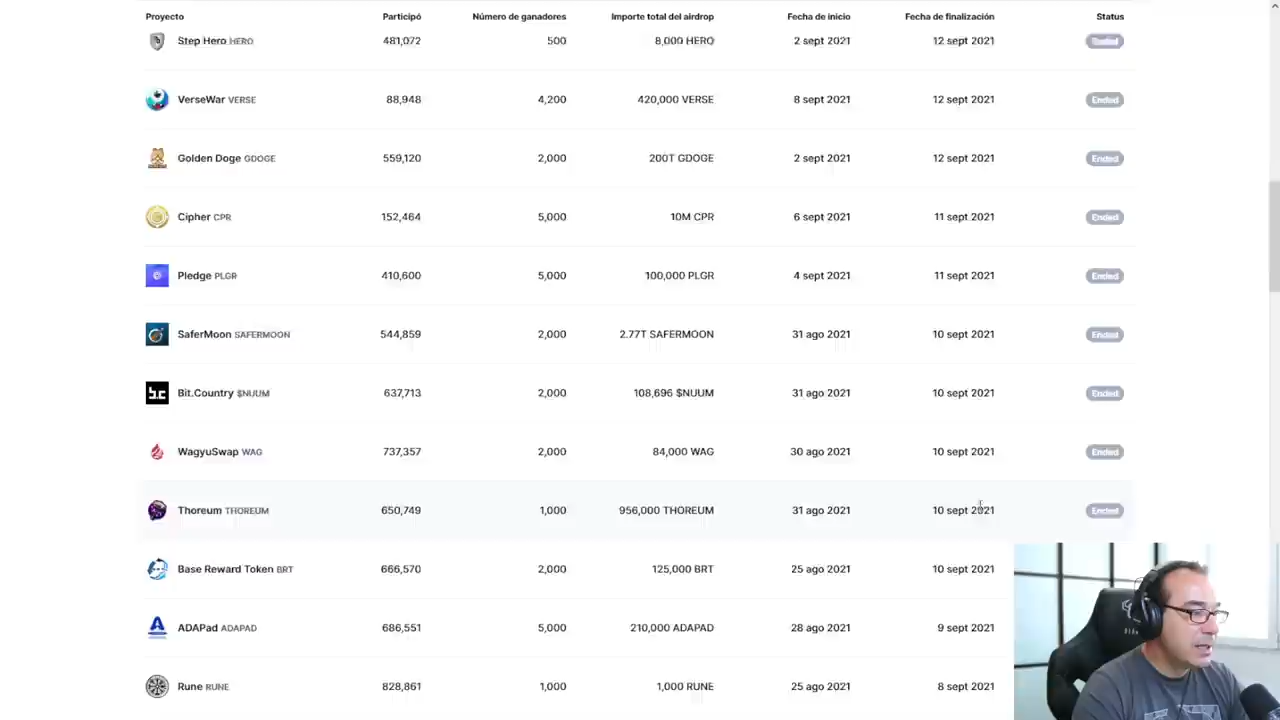 Proyecto Participó Número de ganadores Importe total del airdrop Fecha de inicio Fecha de finalización Status
Step Hero HERO 481,072 500 8,000 HERO 2 sept 2021 12 sept 2021 Ended
VerseWar VERSE 88,948 4,200 420,000 VERSE 8 sept 2021 12 sept 2021 Ended
Golden Doge GDOGE 559,120 2,000 200T GDOGE 2 sept 2021 12 sept 2021 Ended
Cipher CPR 152,464 5,000 10M CPR 6 sept 2021 11 sept 2021 Ended
Pledge PLGR 410,600 5,000 100,000 PLGR 4 sept 2021 11 sept 2021 Ended
SaferMoon SAFERMOON 544,859 2,000 2.77T SAFERMOON 31 ago 2021 10 sept 2021 Ended
b.c Bit.Country $NUUM 637,713 2,000 108,696 $NUUM 31 ago 2021 10 sept 2021 Ended
WagyuSwap WAG 737,357 2,000 84,000 WAG 30 ago 2021 10 sept 2021 Ended
Thoreum THOREUM 650,749 1,000 956,000 THOREUM 31 ago 2021 10 sept 2021 Ended
Base Reward Token BRT 666,570 2,000 125,000 BRT 25 ago 2021 10 sept 2021
ADAPad ADAPAD 686,551 5,000 210,000 ADAPAD 28 ago 2021 9 sept 2021
Rune RUNE 828,861 1,000 1,000 RUNE 25 ago 2021 8 sept 2021